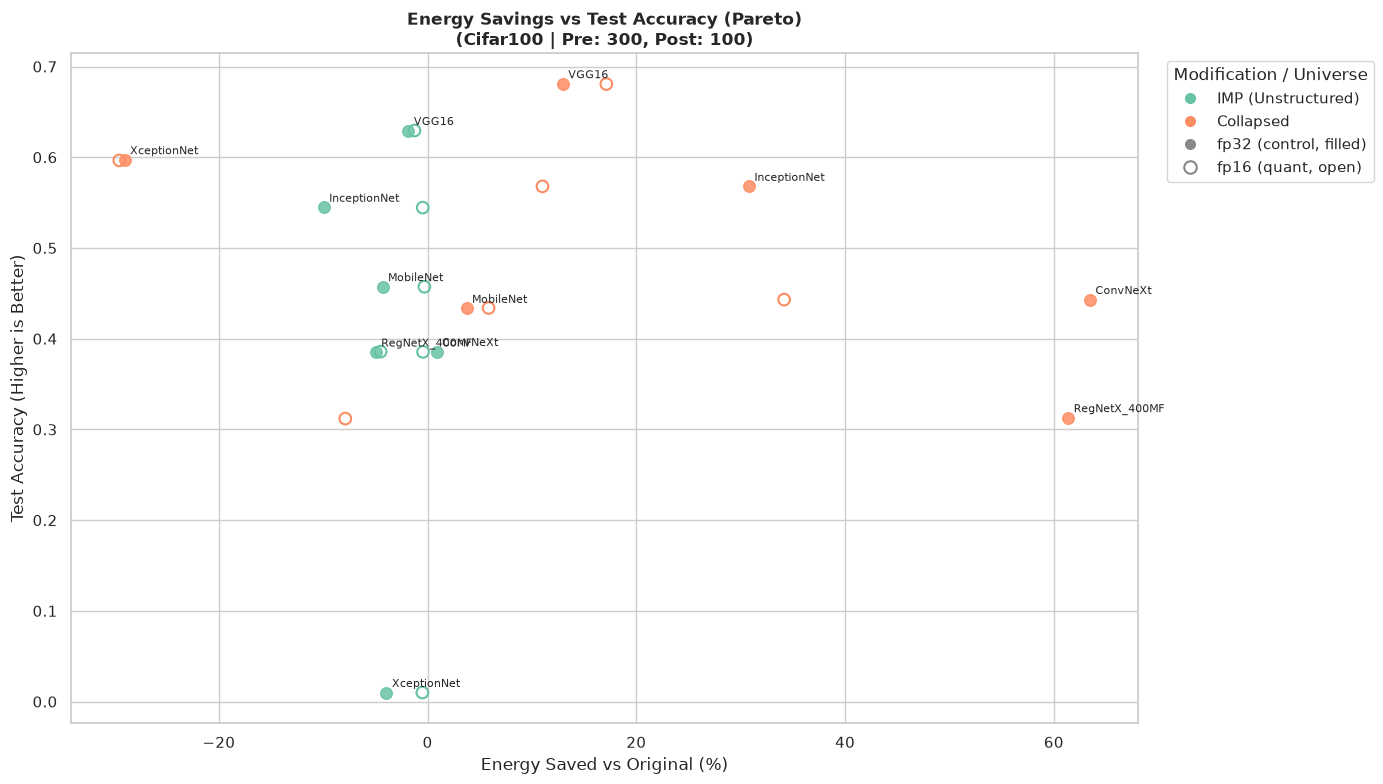 Energy Savings vs Test Accuracy (Pareto)
(Cifar100 | Pre: 300, Post: 100)
Test Accuracy (Higher is Better)
0.7
0.6
0.5
0.4
0.3
0.2
0.1
0.0
VGG16
VGG16
XceptionNet
InceptionNet
InceptionNet
MobileNet
ConvNeXt
MobileNet
RegNetX_400MF
ConvNeXt
RegNetX_400MF
XceptionNet
−20
0
20
40
60
Energy Saved vs Original (%)
Modification / Universe
IMP (Unstructured)
Collapsed
fp32 (control, filled)
fp16 (quant, open)